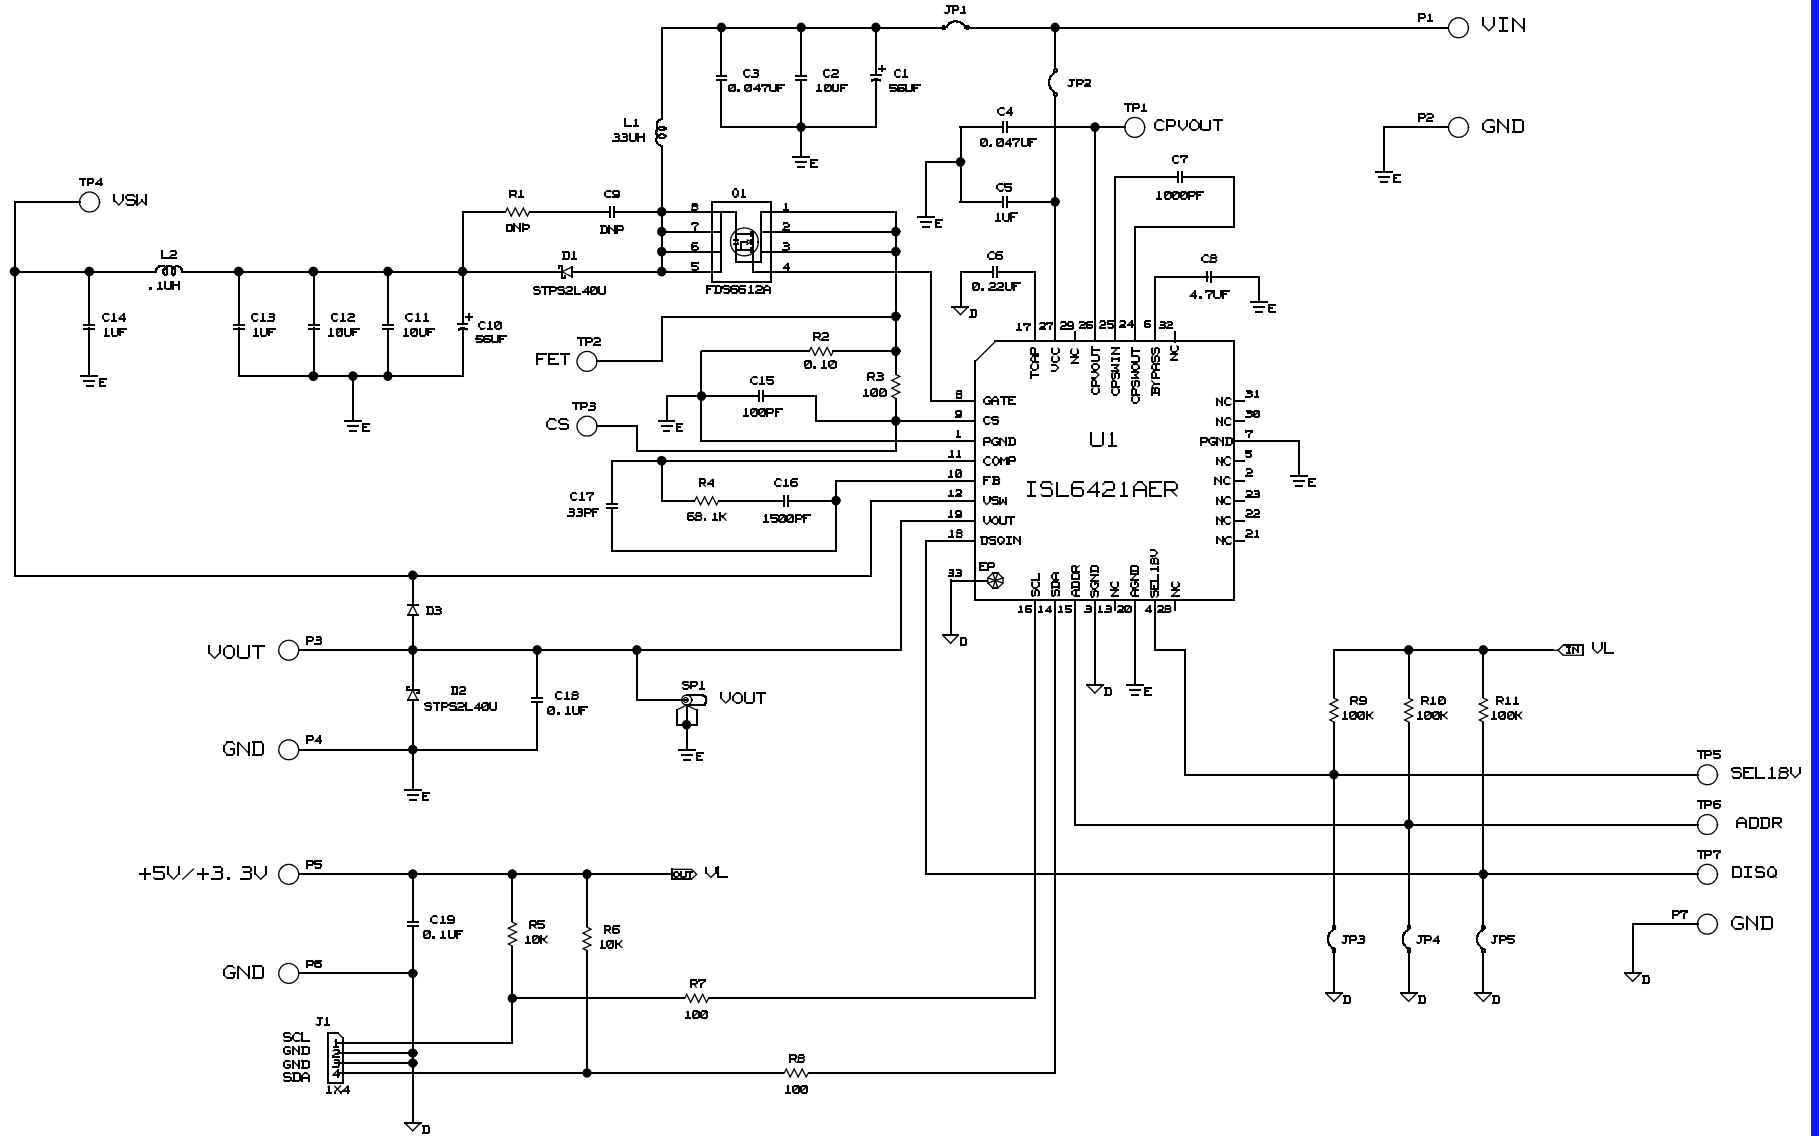 JP1
P1
VIN
C3
0.047UF
C2
10UF
C1
56UF
+
JP2
L1
33UH
E
C4
0.047UF
TP1
CPVOUT
P2
GND
E
C7
1000PF
TP4
VSW
R1
DNP
C9
DNP
Q1
8
7
6
5
1
2
3
4
FDS6612A
C5
1UF
E
L2
.1UH
D1
STPS2L40U
C6
0.22UF
D
C8
4.7UF
E
C14
1UF
E
C13
1UF
C12
10UF
C11
10UF
+
C10
56UF
E
FET
TP2
R2
0.10
R3
100
C15
100PF
E
CS
TP3
17
27
29
26
25
24
6
32
TCAP
VCC
NC
CPVOUT
CPSWIN
CPSWOUT
BYPASS
NC
8
GATE
9
CS
1
PGND
11
COMP
10
FB
12
VSW
19
VOUT
18
DSQIN
33
EP
D
U1
ISL6421AER
NC
31
NC
30
PGND
7
NC
5
NC
2
NC
23
NC
22
NC
21
E
SCL
SDA
ADDR
SGND
NC
AGND
SEL18V
NC
16
14
15
3
13
20
4
28
D
E
C17
33PF
R4
68.1K
C16
1500PF
D3
VOUT
P3
D2
STPS2L40U
C18
0.1UF
SP1
VOUT
E
GND
P4
E
IN
VL
R9
100K
R10
100K
R11
100K
TP5
SEL18V
TP6
ADDR
TP7
DISQ
P7
GND
D
JP3
JP4
JP5
D
D
D
+5V/+3.3V
P5
OUT
VL
C19
0.1UF
R5
10K
R6
10K
GND
P6
R7
100
J1
SCL
GND
GND
SDA
1
2
3
4
1X4
R8
100
D